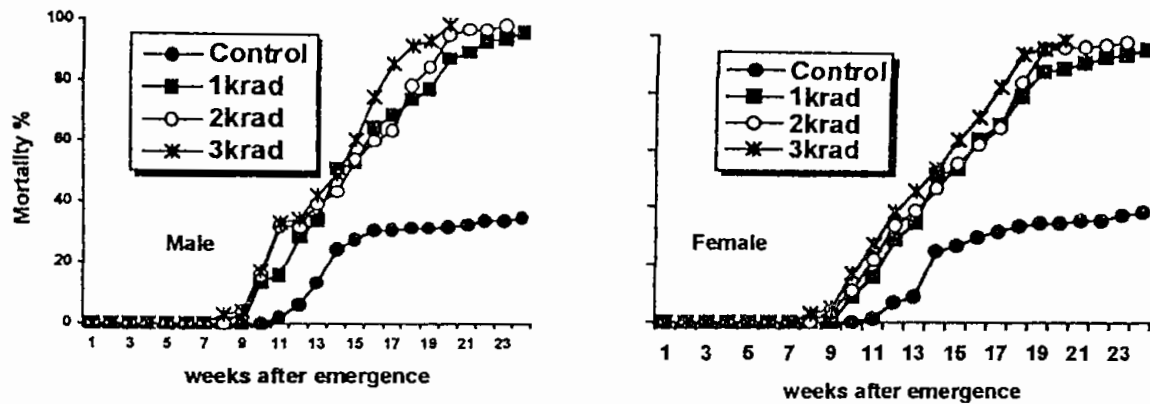 100
80
60
40
20
0
Mortality %
Control
1krad
2krad
3krad
Male
1 3 5 7 9 11 13 15 17 19 21 23
weeks after emergence
Control
1krad
2krad
3krad
Female
1 3 5 7 9 11 13 15 17 19 21 23
weeks after emergence